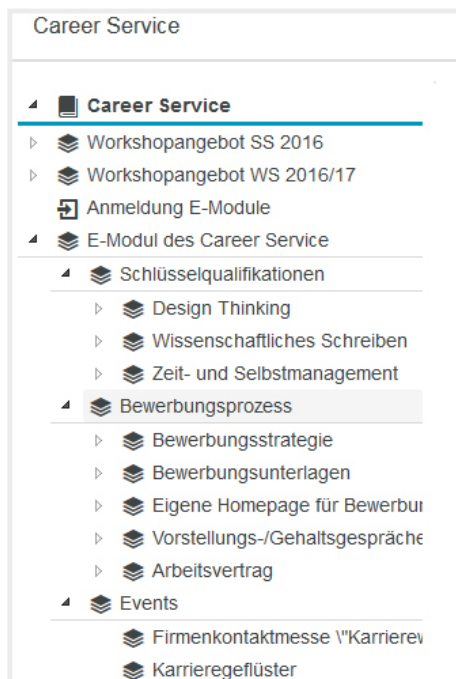 Career Service
Career Service
Workshopangebot SS 2016
Workshopangebot WS 2016/17
Anmeldung E-Module
E-Modul des Career Service
Schlüsselqualifikationen
Design Thinking
Wissenschaftliches Schreiben
Zeit- und Selbstmanagement
Bewerbungsprozess
Bewerbungsstrategie
Bewerbungsunterlagen
Eigene Homepage für Bewerbur
Vorstellungs-/Gehaltsgespräche
Arbeitsvertrag
Events
Firmenkontaktmesse \"Karrierew
Karrieregeflüster